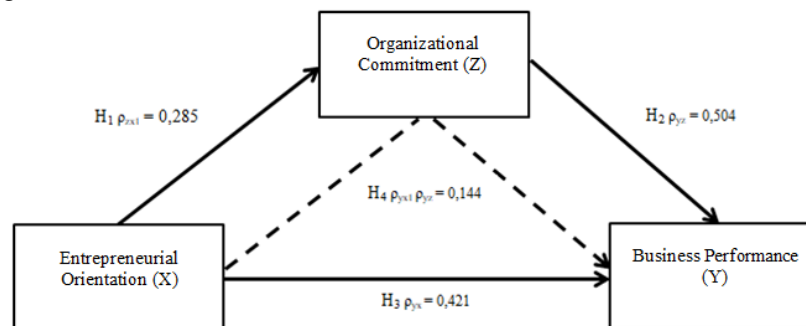 Organizational
Commitment (Z)
H₁ ρzx1 = 0,285
H₂ ρyz = 0,504
H₄ ρyx1 ρyz = 0,144
Entrepreneurial
Orientation (X)
Business Performance
(Y)
H₃ ρyx = 0,421